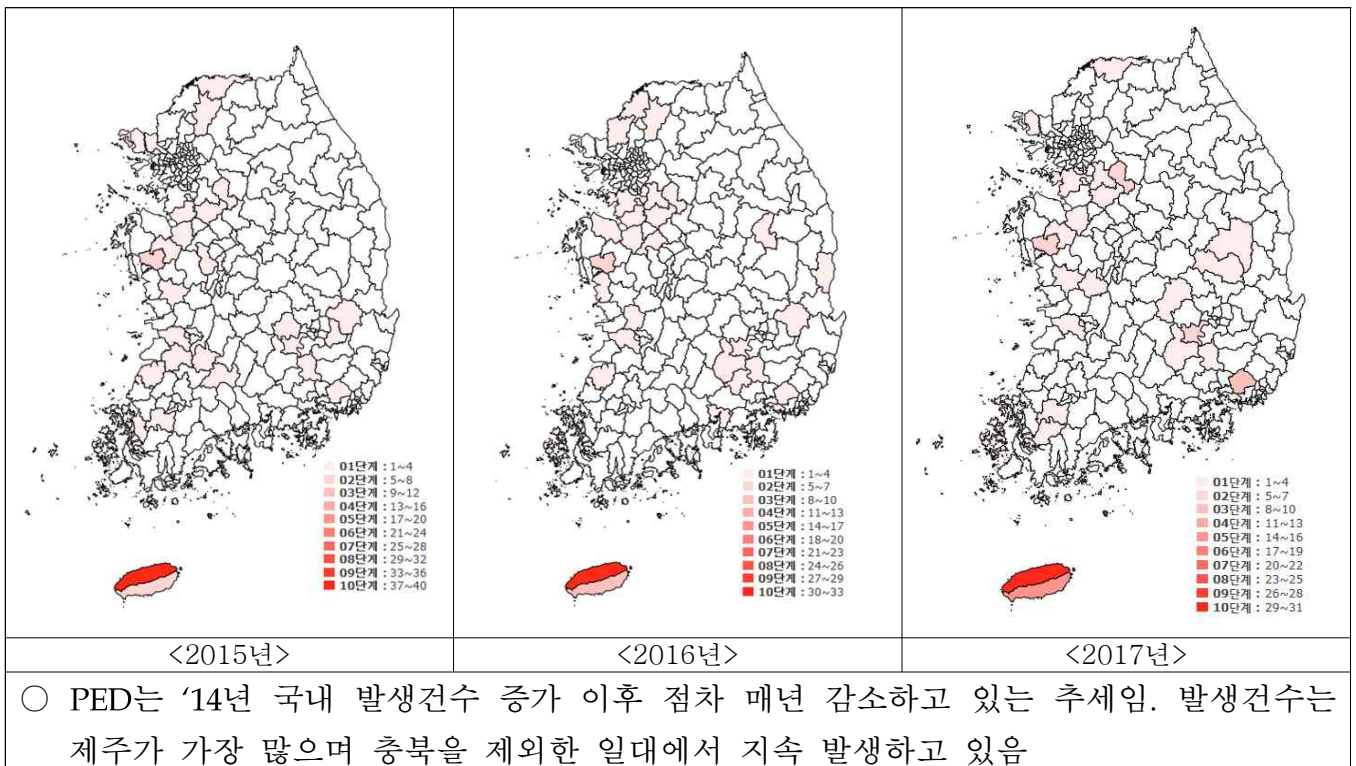 01단계 : 1~4
02단계 : 5~8
03단계 : 9~12
04단계 : 13~16
05단계 : 17~20
06단계 : 21~24
07단계 : 25~28
08단계 : 29~32
09단계 : 33~36
10단계 : 37~40
01단계 : 1~4
02단계 : 5~7
03단계 : 8~10
04단계 : 11~13
05단계 : 14~17
06단계 : 18~20
07단계 : 21~23
08단계 : 24~26
09단계 : 27~29
10단계 : 30~33
01단계 : 1~4
02단계 : 5~7
03단계 : 8~10
04단계 : 11~13
05단계 : 14~16
06단계 : 17~19
07단계 : 20~22
08단계 : 23~25
09단계 : 26~28
10단계 : 29~31
<2015년>
<2016년>
<2017년>
○ PED는 ‘14년 국내 발생건수 증가 이후 점차 매년 감소하고 있는 추세임. 발생건수는
제주가 가장 많으며 충북을 제외한 일대에서 지속 발생하고 있음